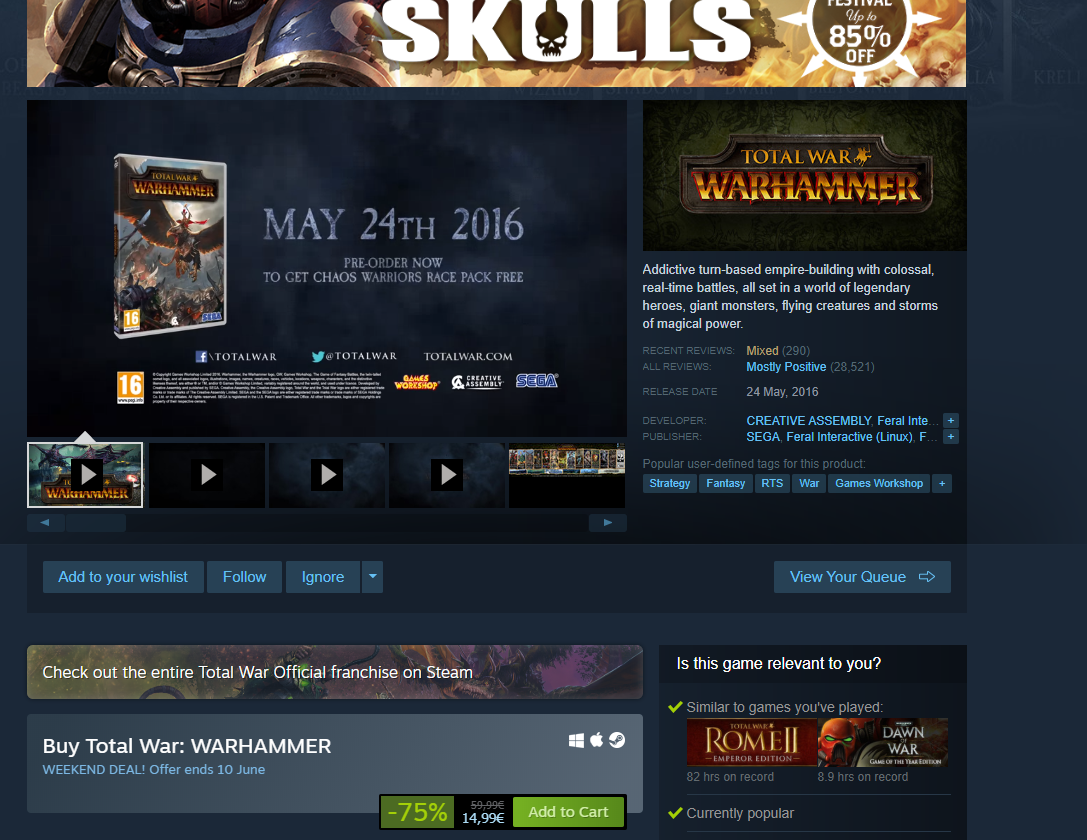 SKULLS
FESTIVAL
Up to
85%
OFF
TOTAL WAR
WARHAMMER
MAY 24TH 2016
PRE-ORDER NOW
TO GET CHAOS WARRIORS RACE PACK FREE
16
SEGA
\TOTALWAR
@TOTALWAR
TOTALWAR.COM
16
www.pegi.info
GAMES WORKSHOP
CREATIVE ASSEMBLY
SEGA
WARHAMMER
TOTAL WAR
WARHAMMER
Addictive turn-based empire-building with colossal,
real-time battles, all set in a world of legendary
heroes, giant monsters, flying creatures and storms
of magical power.
RECENT REVIEWS: Mixed (290)
ALL REVIEWS: Mostly Positive (28,521)
RELEASE DATE 24 May, 2016
DEVELOPER: CREATIVE ASSEMBLY, Feral Inte... +
PUBLISHER: SEGA, Feral Interactive (Linux), F... +
Popular user-defined tags for this product:
Strategy Fantasy RTS War Games Workshop +
Add to your wishlist Follow Ignore
View Your Queue
Check out the entire Total War Official franchise on Steam
Buy Total War: WARHAMMER
WEEKEND DEAL! Offer ends 10 June
-75% 59,99€ 14,99€ Add to Cart
Is this game relevant to you?
Similar to games you've played:
TOTAL WAR
ROME II
EMPEROR EDITION
DAWN
OF
WAR
GAME OF THE YEAR EDITION
82 hrs on record 8.9 hrs on record
Currently popular